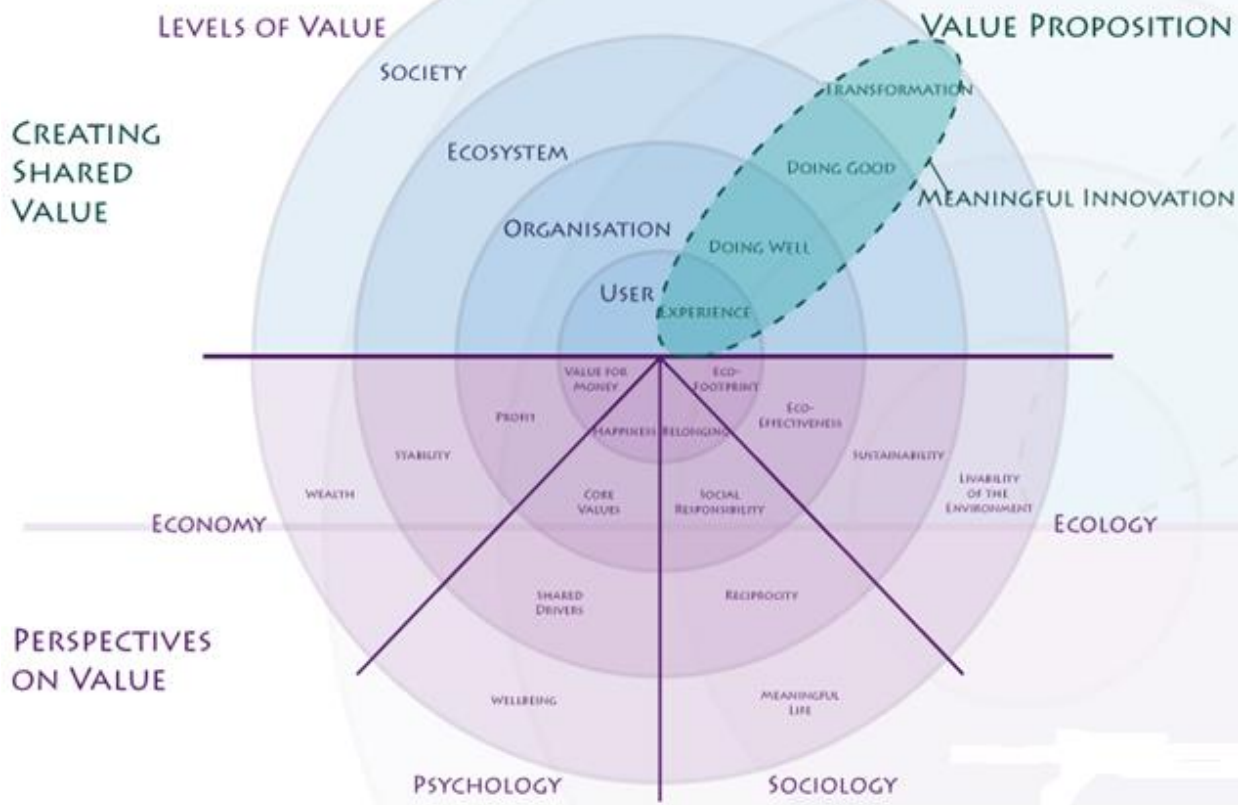 LEVELS OF VALUE
VALUE PROPOSITION
SOCIETY
TRANSFORMATION
CREATING
SHARED
VALUE
ECOSYSTEM
DOING GOOD
MEANINGFUL INNOVATION
ORGANISATION
DOING WELL
USER
EXPERIENCE
VALUE FOR
MONEY
ECO-
FOOTPRINT
PROFIT
ECO-
EFFECTIVENESS
HAPPINESS
BELONGING
STABILITY
SUSTAINABILITY
WEALTH
CORE
VALUES
SOCIAL
RESPONSIBILITY
LIVABILITY
OF THE
ENVIRONMENT
ECONOMY
ECOLOGY
SHARED
DRIVERS
RECIPROCITY
PERSPECTIVES
ON VALUE
WELLBEING
MEANINGFUL
LIFE
PSYCHOLOGY
SOCIOLOGY